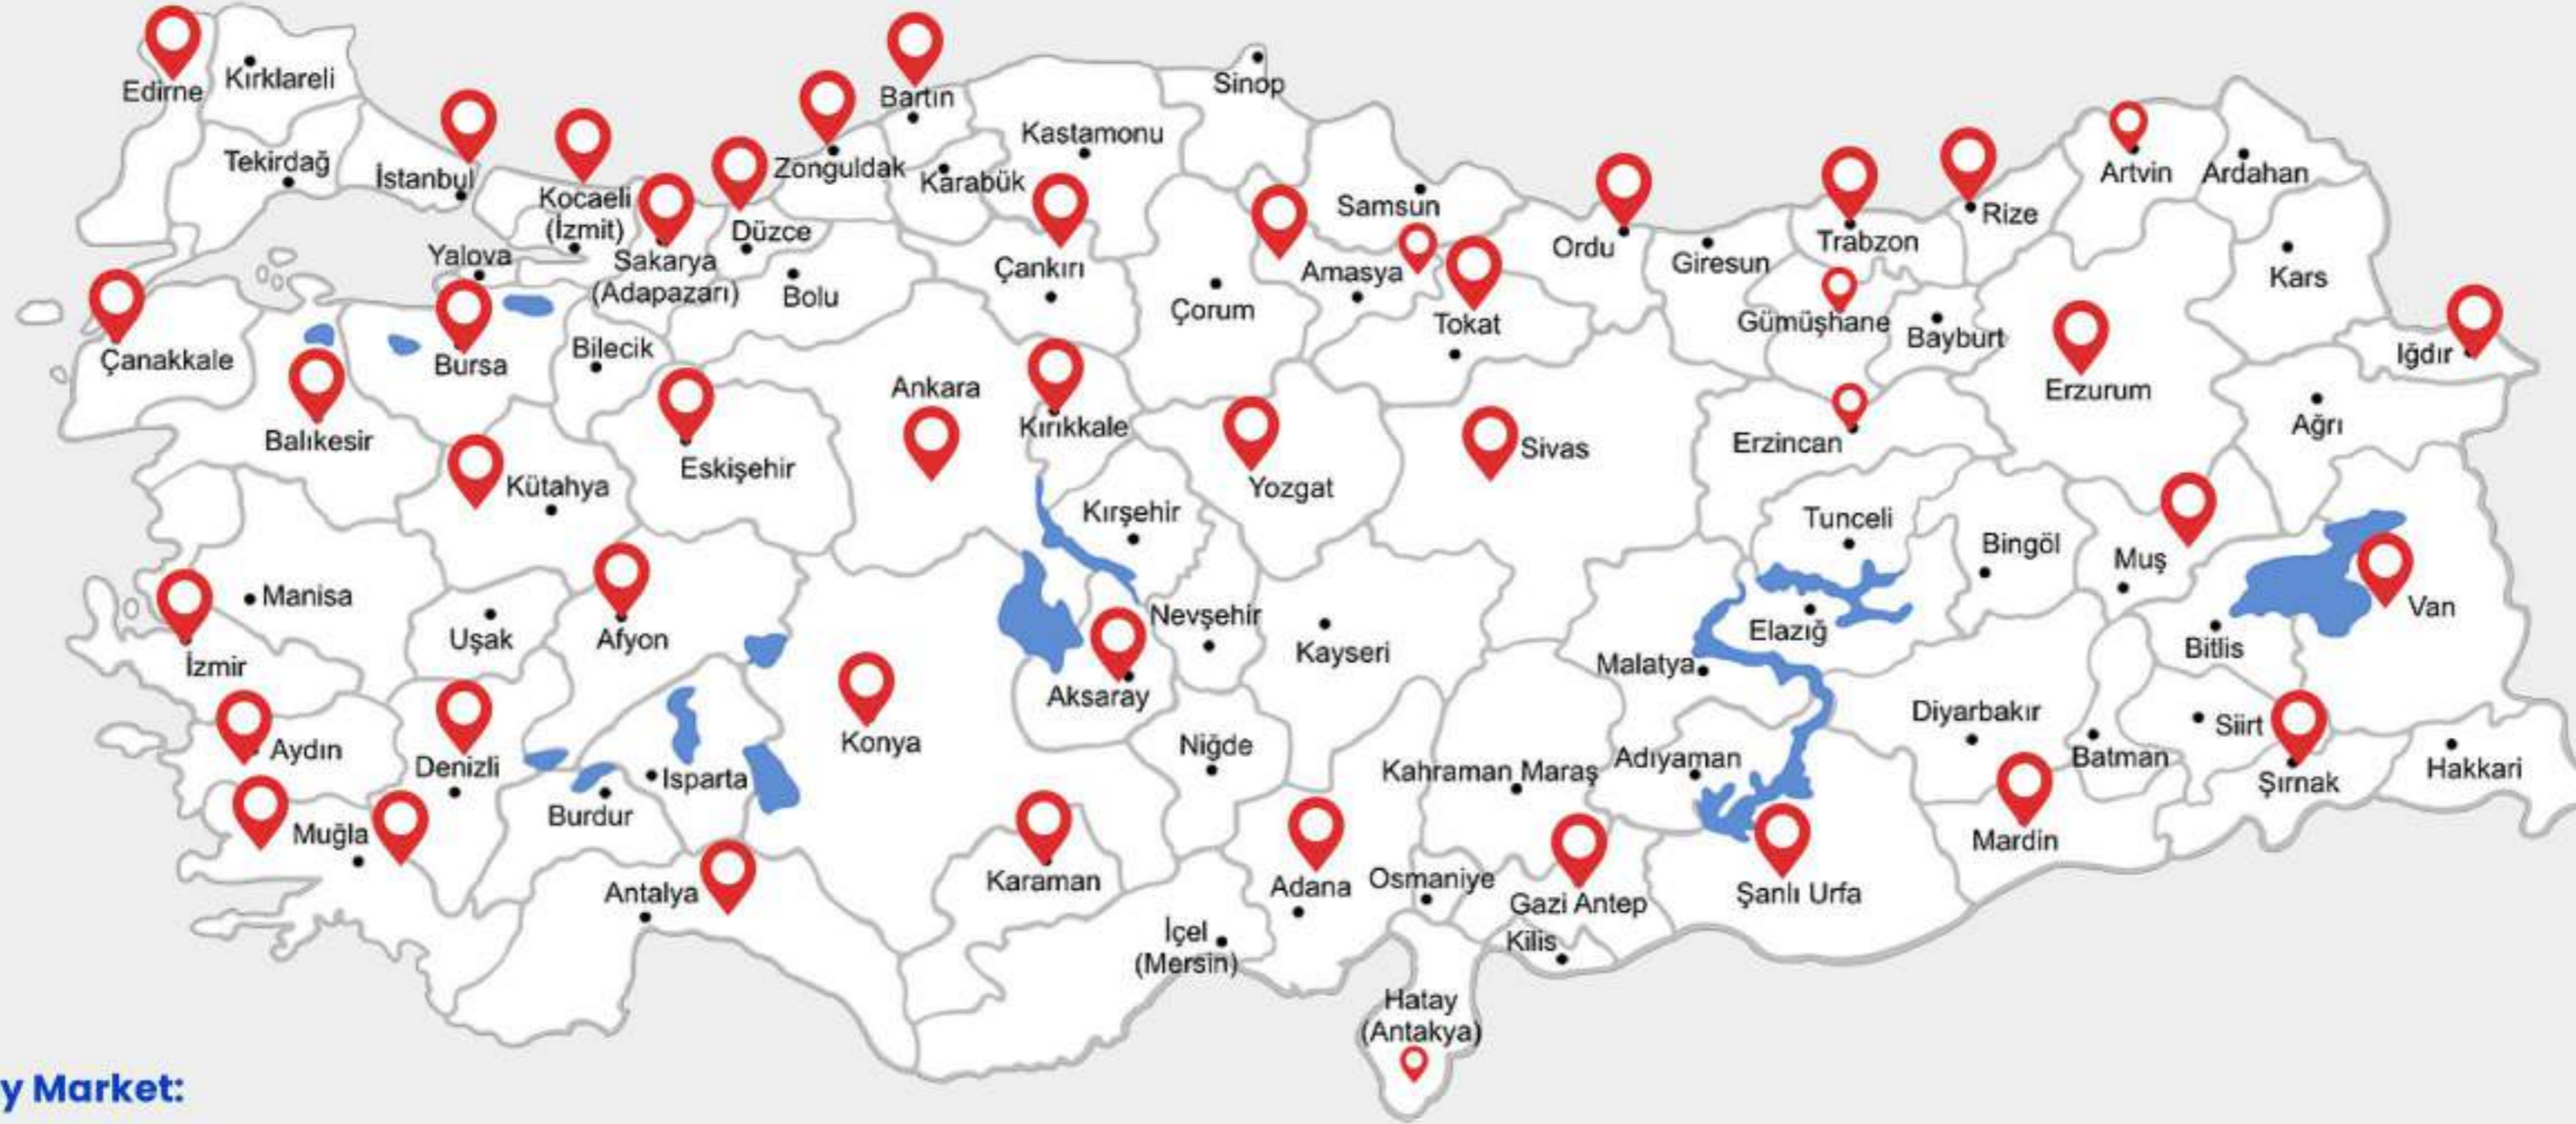 Edirne
Kırklareli
Tekirdağ
İstanbul
Kocaeli
(İzmit)
Yalova
Sakarya
(Adapazarı)
Düzce
Bolu
Zonguldak
Bartın
Karabük
Kastamonu
Çankırı
Sinop
Samsun
Amasya
Çorum
Tokat
Ordu
Giresun
Trabzon
Gümüşhane
Bayburt
Rize
Artvin
Ardahan
Kars
Iğdır
Ağrı
Erzurum
Erzincan
Çanakkale
Balıkesir
Bursa
Bilecik
Kütahya
Eskişehir
Ankara
Kırıkkale
Kırşehir
Yozgat
Sivas
Tunceli
Bingöl
Muş
Elazığ
Malatya
Bitlis
Van
Manisa
İzmir
Uşak
Afyon
Aydın
Denizli
Muğla
Burdur
Isparta
Antalya
Konya
Aksaray
Nevşehir
Kayseri
Niğde
Karaman
İçel
(Mersin)
Adana
Osmaniye
Kahraman Maraş
Adıyaman
Gazi Antep
Kilis
Şanlı Urfa
Diyarbakır
Batman
Mardin
Siirt
Şırnak
Hakkari
Hatay
(Antakya)
y Market: